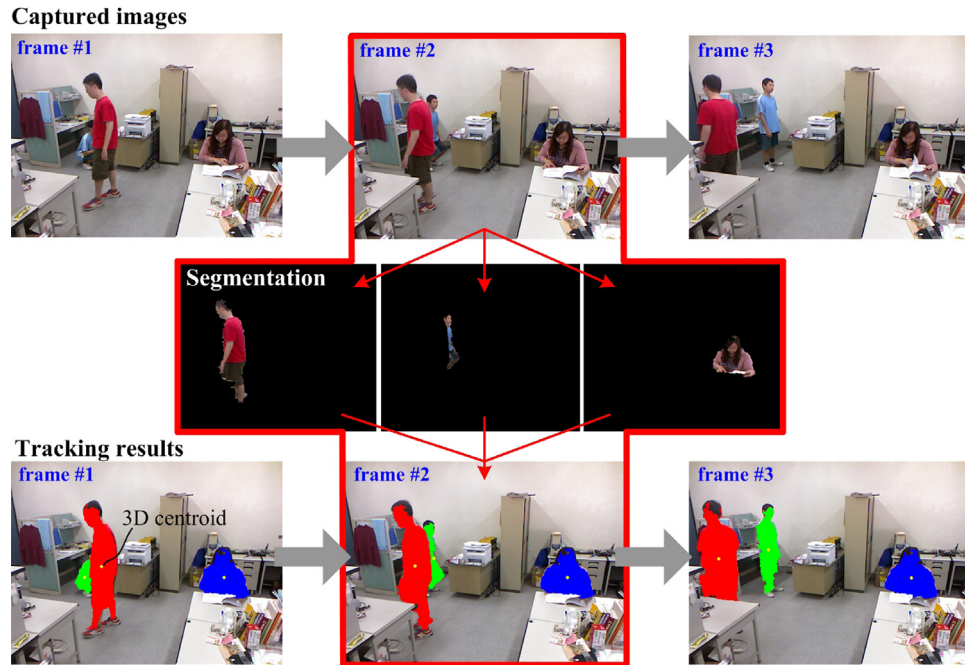 Captured images
frame #1
frame #2
frame #3
Segmentation
Tracking results
frame #1
3D centroid
frame #2
frame #3